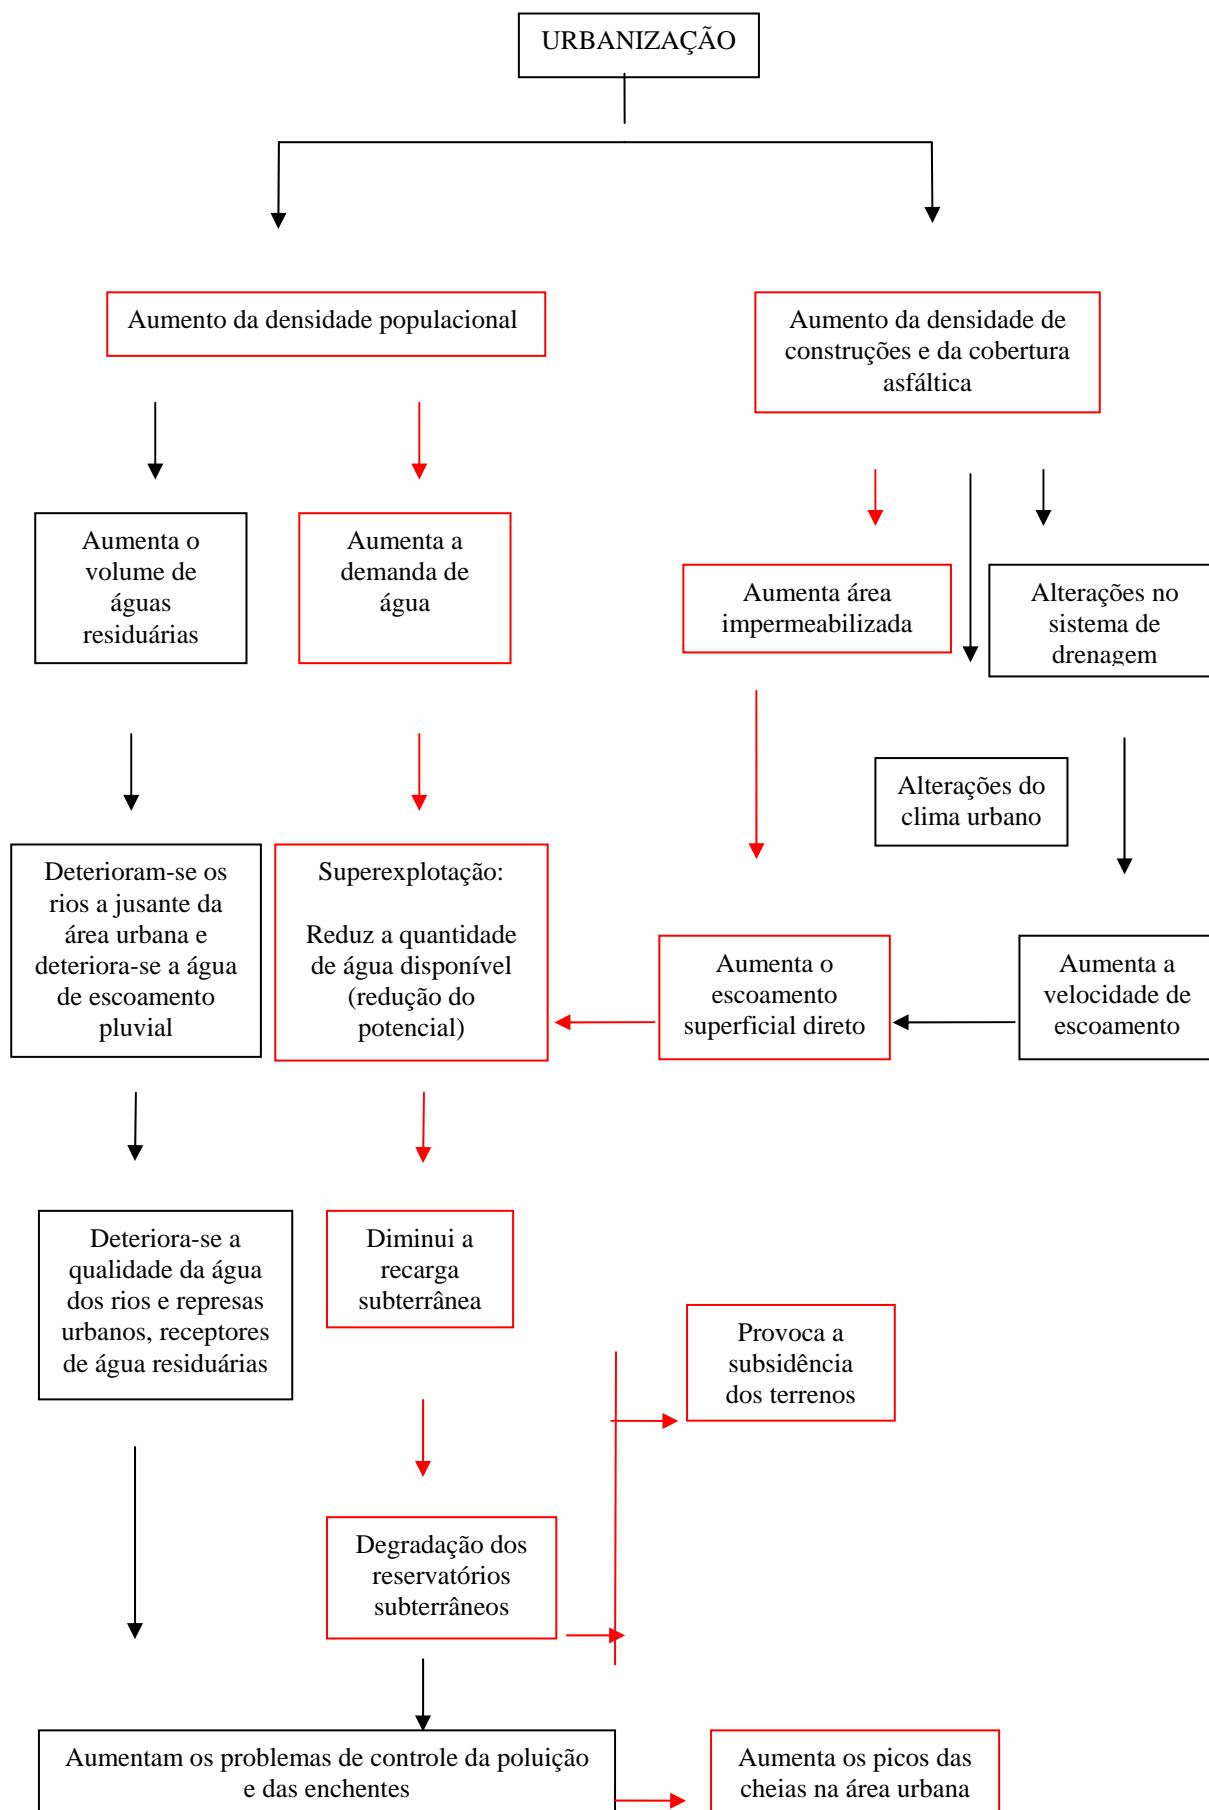 URBANIZAÇÃO
Aumento da densidade populacional
Aumento da densidade de
construções e da cobertura
asfáltica
Aumenta o
volume de
águas
residuárias
Aumenta a
demanda de
água
Aumenta área
impermeabilizada
Alterações no
sistema de
drenagem
Alterações do
clima urbano
Deterioram-se os
rios a jusante da
área urbana e
deteriora-se a água
de escoamento
pluvial
Superexplotação:
Reduz a quantidade
de água disponível
(redução do
potencial)
Aumenta o
escoamento
superficial direto
Aumenta a
velocidade de
escoamento
Deteriora-se a
qualidade da água
dos rios e represas
urbanos, receptores
de água residuárias
Diminui a
recarga
subterrânea
Provoca a
subsidência
dos terrenos
Degradação dos
reservatórios
subterrâneos
Aumentam os problemas de controle da poluição
e das enchentes
Aumenta os picos das
cheias na área urbana